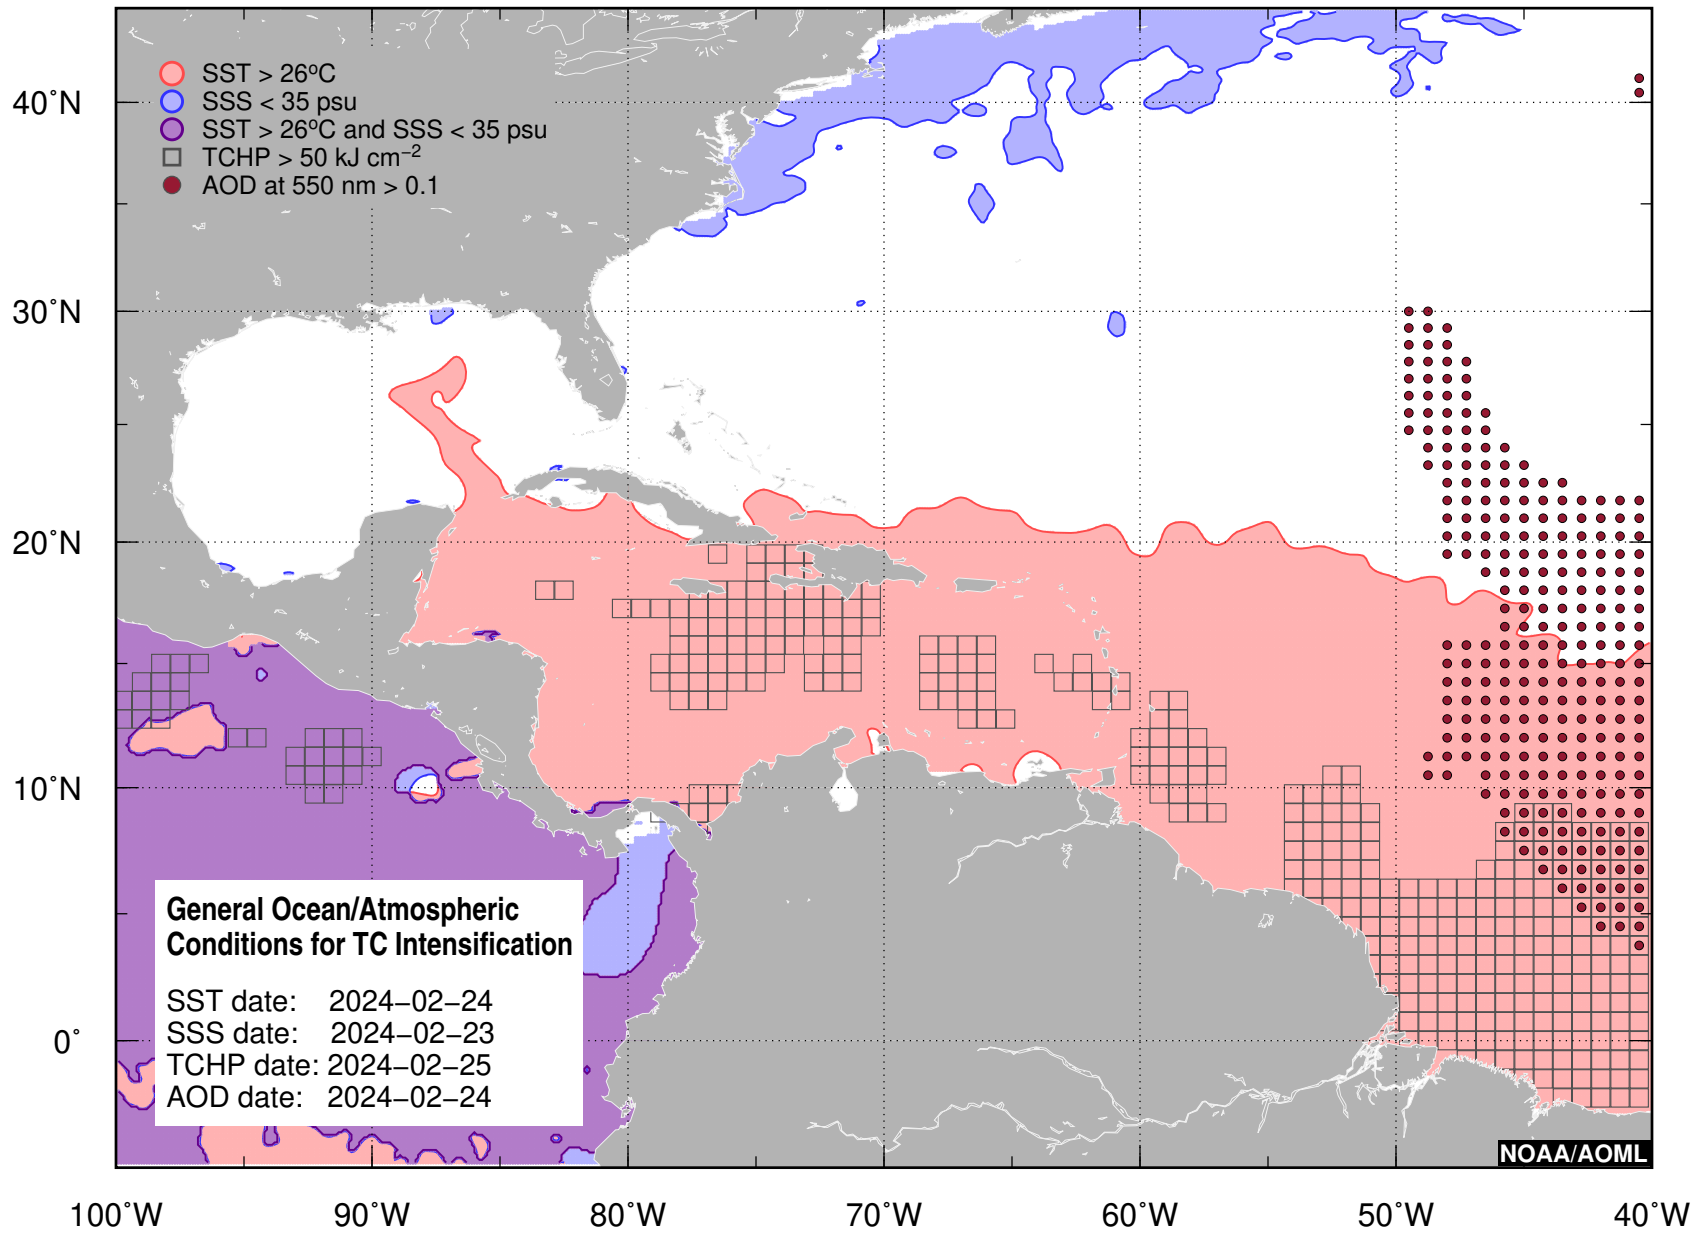 SST > 26°C
SSS < 35 psu
SST > 26°C and SSS < 35 psu
TCHP > 50 kJ cm⁻²
AOD at 550 nm > 0.1
40˚N
30˚N
20˚N
10˚N
0˚
General Ocean/Atmospheric
Conditions for TC Intensification
SST date: 2024−02−24
SSS date: 2024−02−23
TCHP date: 2024−02−25
AOD date: 2024−02−24
NOAA/AOML
100˚W 90˚W 80˚W 70˚W 60˚W 50˚W 40˚W